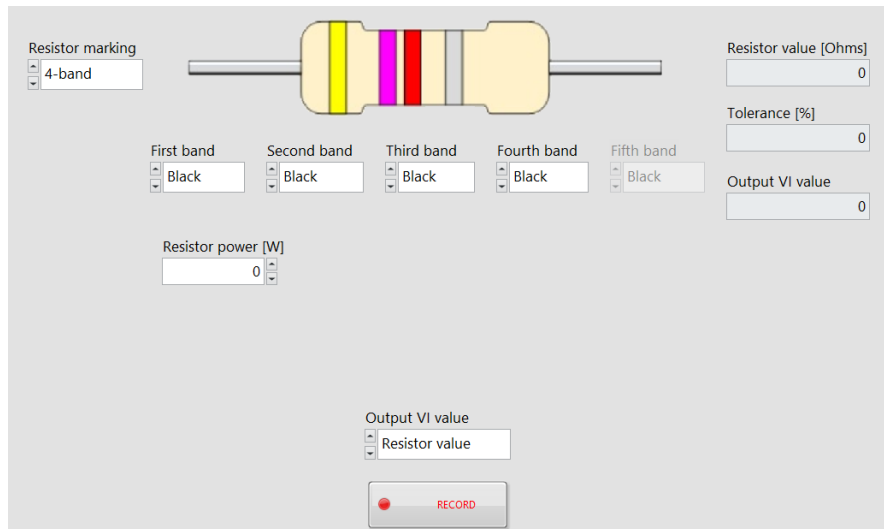 Resistor marking
4-band
Resistor value [Ohms]
0
Tolerance [%]
0
Output VI value
0
First band
Black
Second band
Black
Third band
Black
Fourth band
Black
Fifth band
Black
Resistor power [W]
0
Output VI value
Resistor value
RECORD